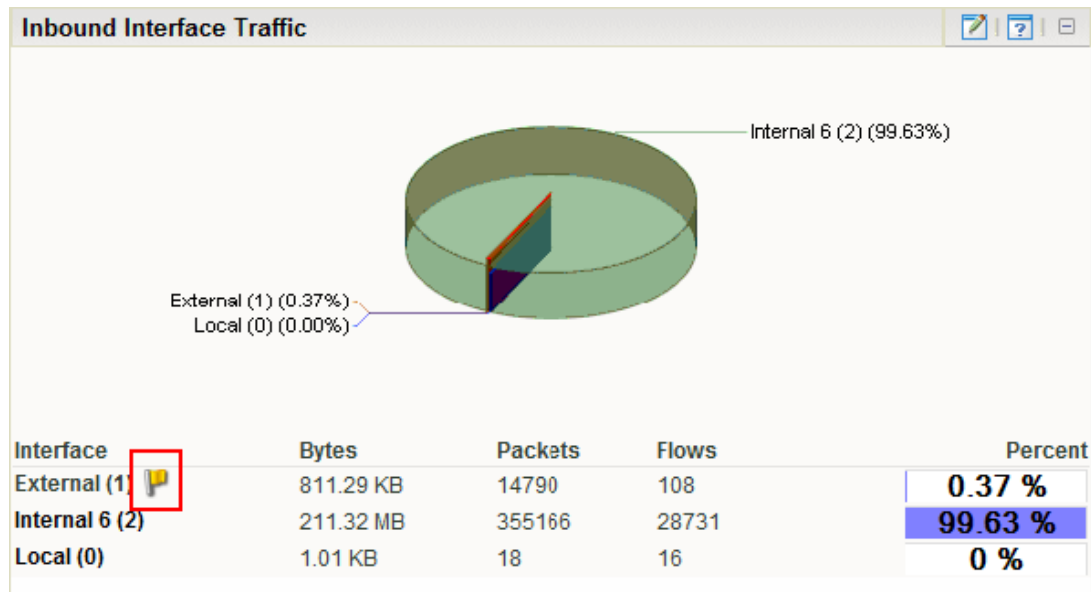 Inbound Interface Traffic
Internal 6 (2) (99.63%)
External (1) (0.37%)
Local (0) (0.00%)
Interface Bytes Packets Flows Percent
External (1) 811.29 KB 14790 108 0.37 %
Internal 6 (2) 211.32 MB 355166 28731 99.63 %
Local (0) 1.01 KB 18 16 0 %